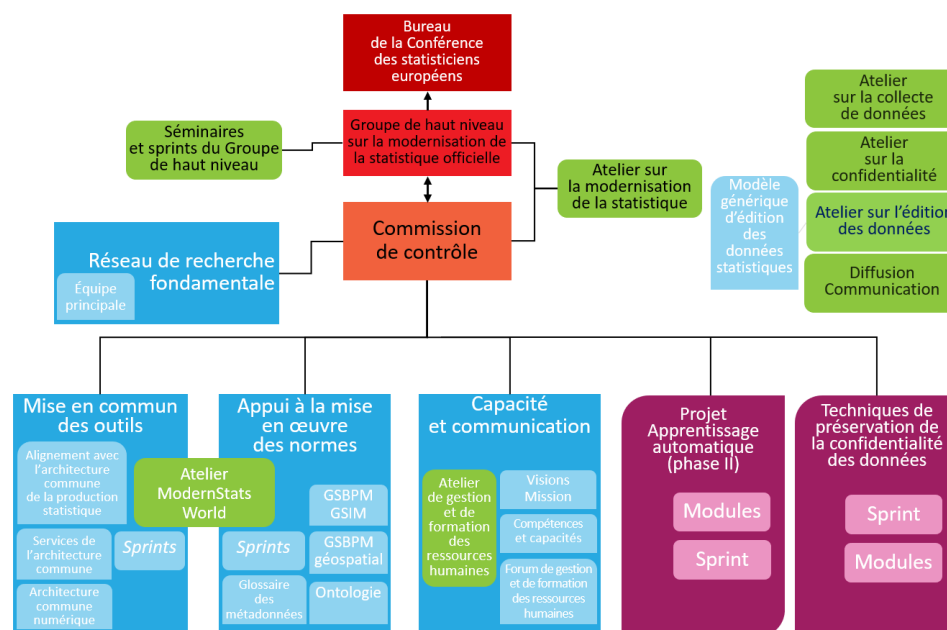 Bureau
de la Conférence
des statisticiens
européens
Groupe de haut niveau
sur la modernisation de
la statistique officielle
Séminaires
et sprints du Groupe
de haut niveau
Atelier sur
la modernisation
de la statistique
Atelier
sur la collecte
de données
Atelier
sur la
confidentialité
Modèle
générique
d'édition
des
données
statistiques
Atelier sur l'édition
des données
Diffusion
Communication
Commission
de contrôle
Réseau de recherche
fondamentale
Équipe
principale
Mise en commun
des outils
Alignement avec
l'architecture
commune
de la production
statistique
Services de
l'architecture
commune
Sprints
Architecture
commune
numérique
Atelier
ModernStats
World
Appui à la mise
en œuvre
des normes
GSBPM
GSIM
Sprints
GSBPM
géospatial
Glossaire
des
métadonnées
Ontologie
Capacité
et communication
Atelier
de gestion
et de
formation
des
ressources
humaines
Visions
Mission
Compétences
et capacités
Forum de gestion
et de formation
des ressources
humaines
Projet
Apprentissage
automatique
(phase II)
Modules
Sprint
Techniques de
préservation de
la confidentialité
des données
Sprint
Modules